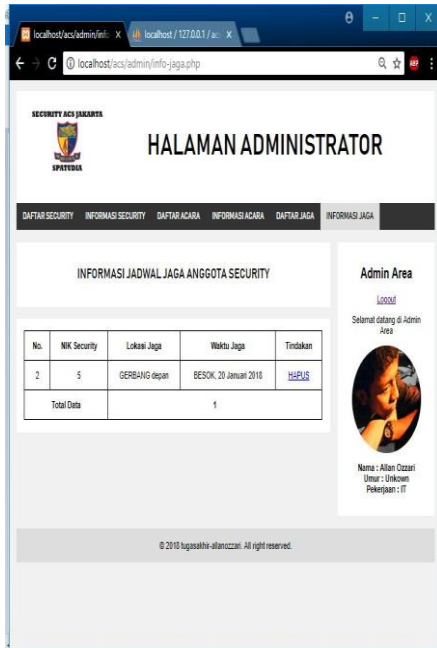 localhost/acs/admin/info
localhost / 127.0.0.1 / ac
localhost/acs/admin/info-jaga.php
ABP
SECURITY ACS JAKARTA
SPATUDIA
HALAMAN ADMINISTRATOR
DAFTAR SECURITY INFORMASI SECURITY DAFTAR ACARA INFORMASI ACARA DAFTAR JAGA INFORMASI JAGA
INFORMASI JADWAL JAGA ANGGOTA SECURITY
No. NIK Security Lokasi Jaga Waktu Jaga Tindakan
2 5 GERBANG depan BESOK, 20 Januari 2018 HAPUS
Total Data 1
Admin Area
Logout
Selamat datang di Admin
Area
Nama : Allan Ozzari
Umur : Unkown
Pekerjaan : IT
© 2018 tugasakhir-allanozzari. All right reserved.